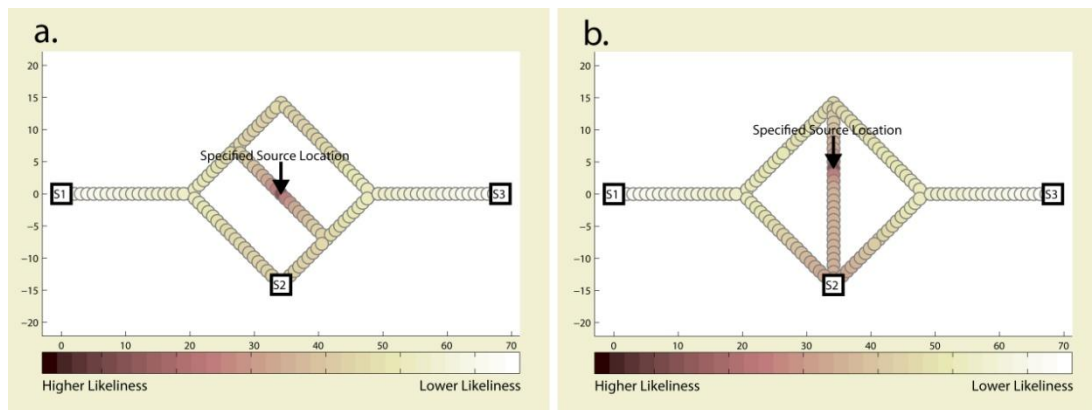 a.
20
15
10
5
0
−5
−10
−15
−20
Specified Source Location
S1
S3
S2
0 10 20 30 40 50 60 70
Higher Likeliness Lower Likeliness
b.
20
15
10
5
0
−5
−10
−15
−20
Specified Source Location
S1
S3
S2
0 10 20 30 40 50 60 70
Higher Likeliness Lower Likeliness